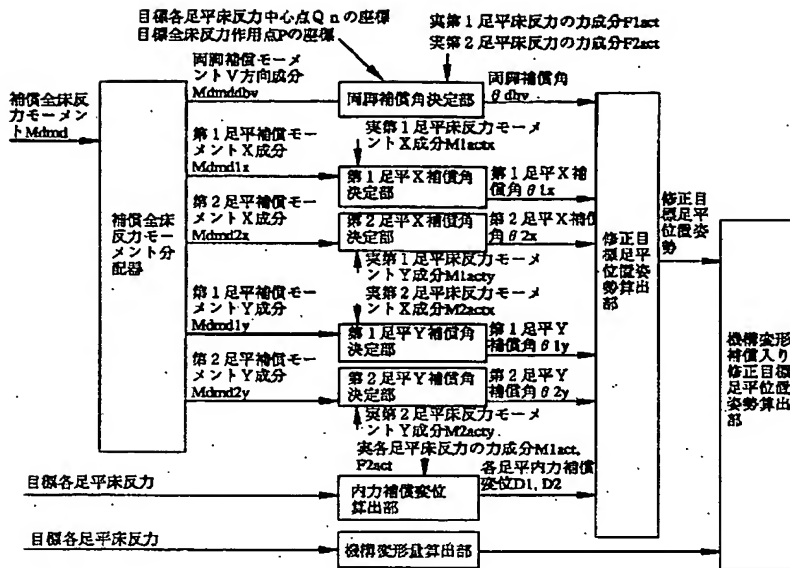 目標各足平床反力中心点Qnの座標
目標全床反力作用点Pの座標
実第1足平床反力の力成分F1act
実第2足平床反力の力成分F2act
補償全床反
力モーメン
トMdmd
両脚補償モーメ
ントV方向成分
Mdmddbv
両脚補償角決定部
両脚補償角
θdbv
実第1足平床反力モーメ
ントX成分M1actx
第1足平補償モ
ーメントX成分
Mdmd1x
第1足平X補償角
決定部
第1足平X補
償角θ1x
第2足平補償モ
ーメントX成分
Mdmd2x
第2足平X補償角
決定部
第2足平X補償
角θ2x
実第1足平床反力モーメ
ントY成分M1acty
実第2足平床反力モーメ
ントX成分M2actx
第1足平補償モ
ーメントY成分
Mdmd1y
第1足平Y補償角
決定部
第1足平Y
補償角θ1y
第2足平補償モ
ーメントY成分
Mdmd2y
第2足平Y補償角
決定部
第2足平Y
補償角θ2y
実第2足平床反力モーメ
ントY成分M2acty
実各足平床反力の力成分M1act,
F2act
目標各足平床反力
内力補償変位
算出部
各足平内力補償
変位D1, D2
目標各足平床反力
機構変形量算出部
補償全床
反力モー
メント分
配器
修正目
標足平
位置姿
勢算出
部
修正目
標足平
位置姿
勢
機構変形
補償入り
修正目標
足平位置
姿勢算出
部